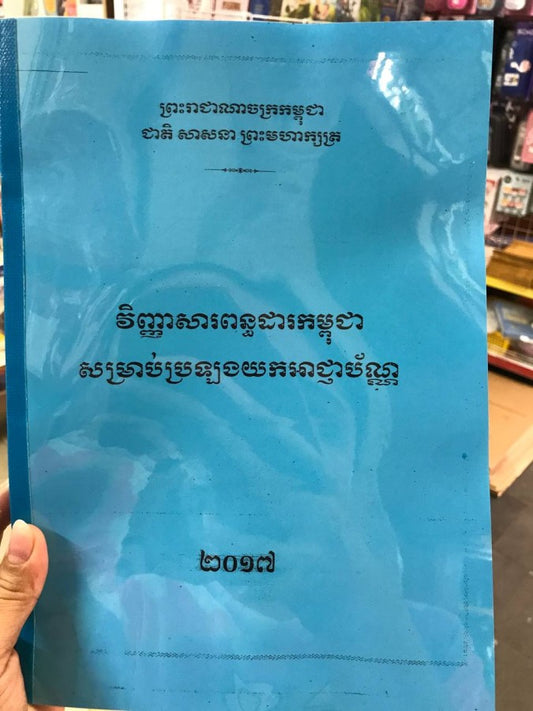 ព្រះរាជាណាចក្រកម្ពុជា
ជាតិ សាសនា ព្រះមហាក្សត្រ
វិញ្ញាសារពន្ធដារកម្ពុជា
សម្រាប់ប្រឡងយកអាជ្ញាប័ណ្ណ
២០១៧